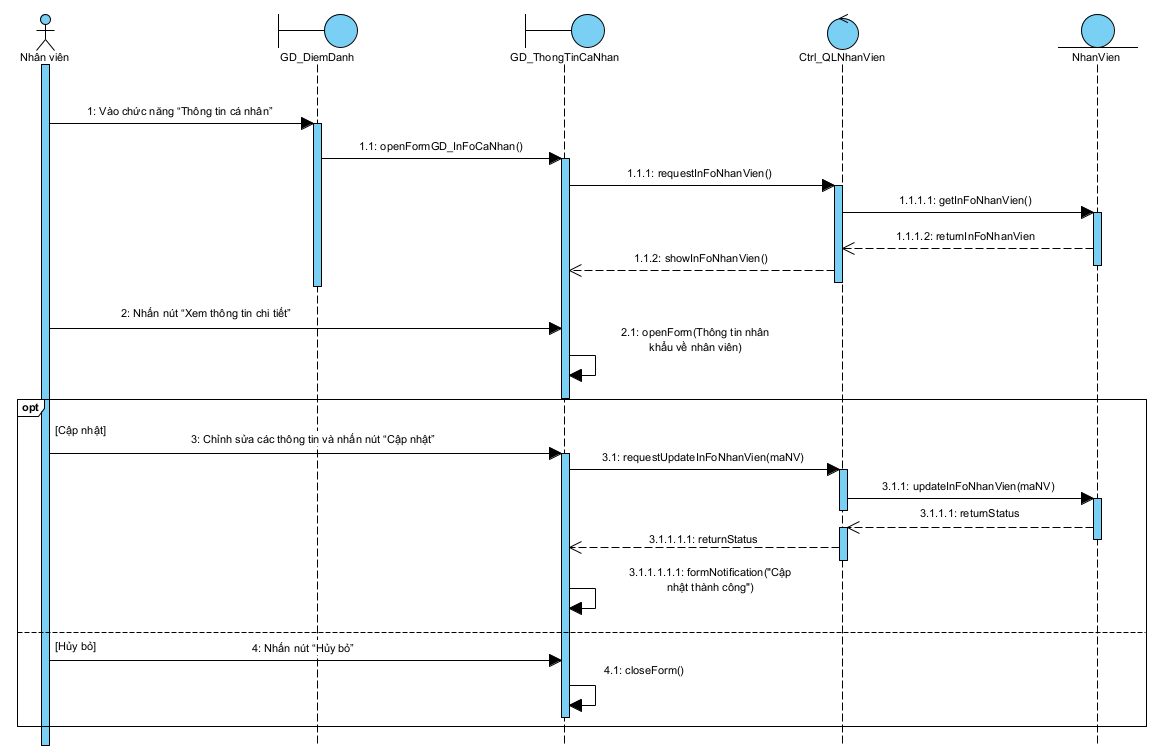 Nhân viên
GD_DiemDanh
GD_ThongTinCaNhan
Ctrl_QLNhanVien
NhanVien
1: Vào chức năng “Thông tin cá nhân”
1.1: openFormGD_InFoCaNhan()
1.1.1: requestInFoNhanVien()
1.1.1.1: getInFoNhanVien()
1.1.1.2: returnInFoNhanVien
1.1.2: showInFoNhanVien()
2: Nhấn nút “Xem thông tin chi tiết”
2.1: openForm(Thông tin nhân
khẩu về nhân viên)
opt
[Cập nhật]
3: Chỉnh sửa các thông tin và nhấn nút “Cập nhật”
3.1: requestUpdateInFoNhanVien(maNV)
3.1.1: updateInFoNhanVien(maNV)
3.1.1.1: returnStatus
3.1.1.1.1: returnStatus
3.1.1.1.1.1: formNotification("Cập
nhật thành công")
[Hủy bỏ]
4: Nhấn nút “Hủy bỏ”
4.1: closeForm()